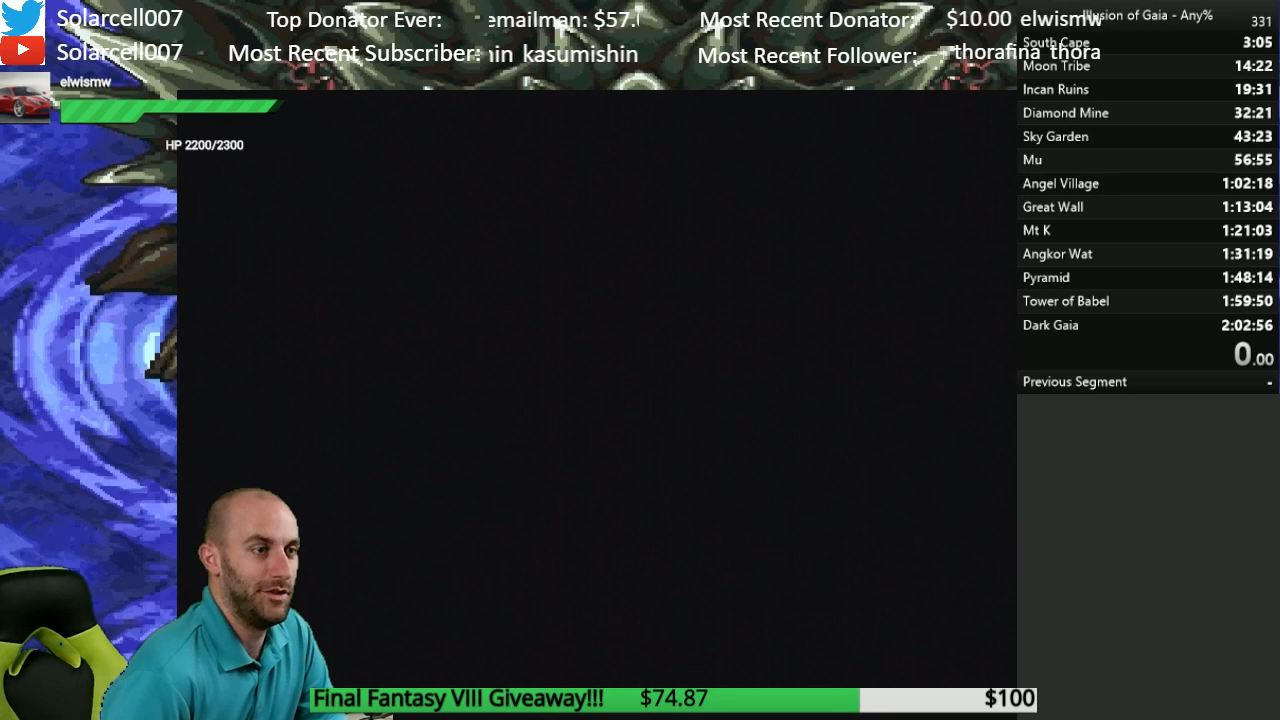 Solarcell007 Top Donator Ever: emailman: $57. Most Recent Donator: $10.00 elwismw
Solarcell007 Most Recent Subscriber: kasumishin Most Recent Follower: thorafina thora
elwismw
HP 2200/2300
Illusion of Gaia - Any% 331
South Cape 3:05
Moon Tribe 14:22
Incan Ruins 19:31
Diamond Mine 32:21
Sky Garden 43:23
Mu 56:55
Angel Village 1:02:18
Great Wall 1:13:04
Mt K 1:21:03
Angkor Wat 1:31:19
Pyramid 1:48:14
Tower of Babel 1:59:50
Dark Gaia 2:02:56
0.00
Previous Segment -
Final Fantasy VIII Giveaway!!! $74.87 $100